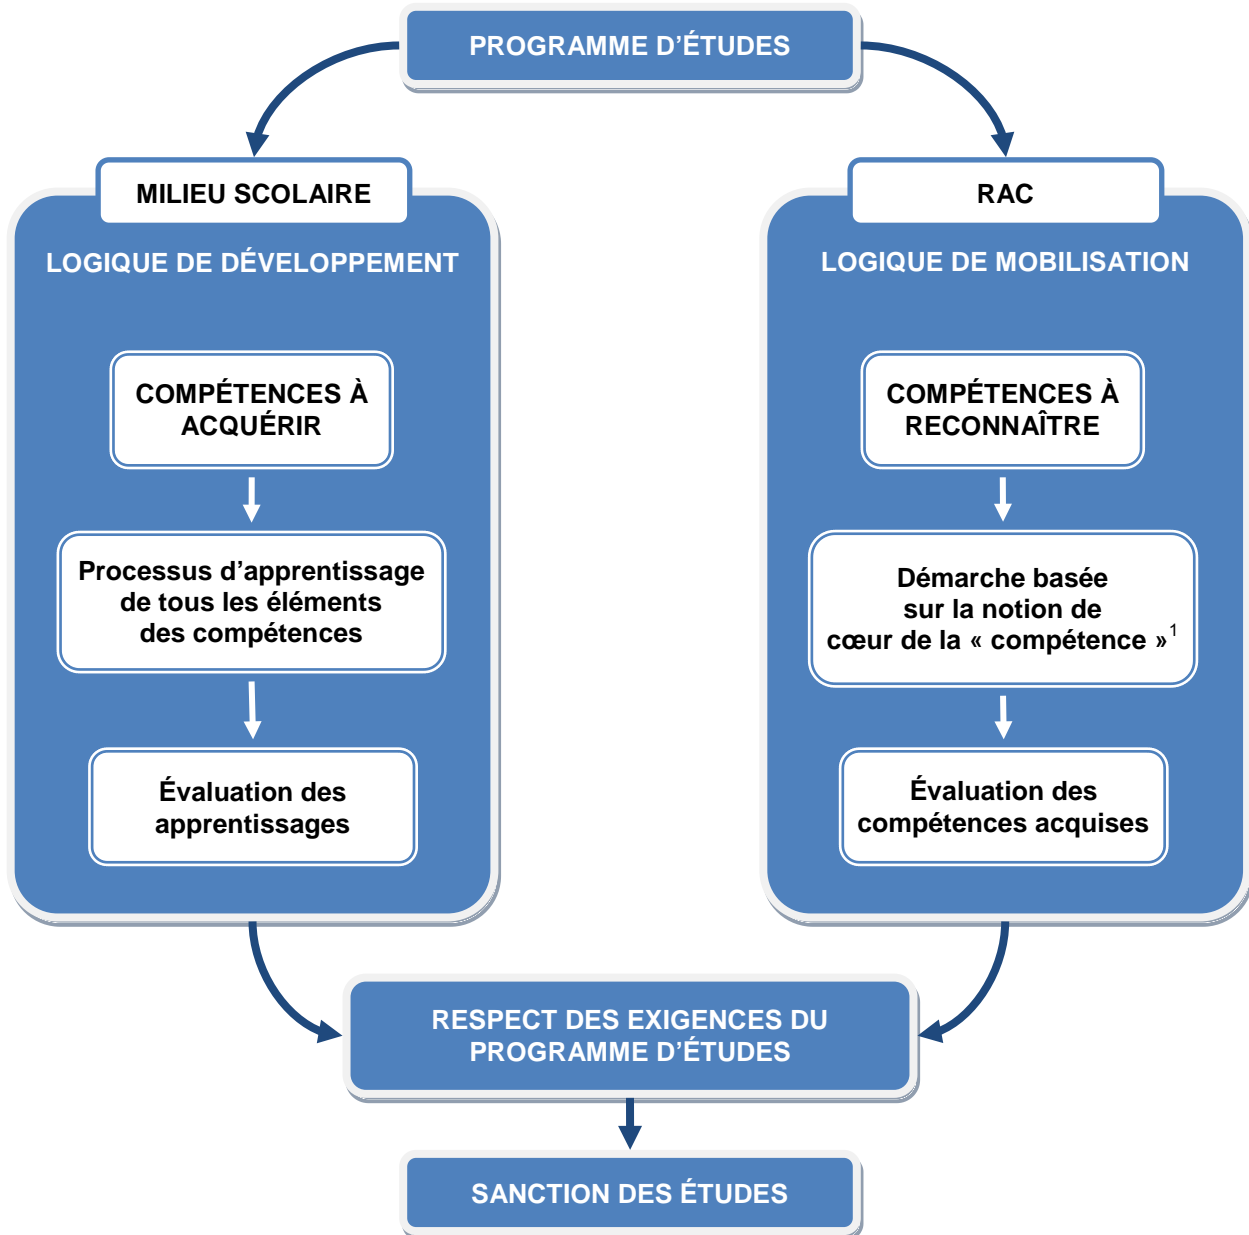 PROGRAMME D’ÉTUDES
MILIEU SCOLAIRE
LOGIQUE DE DÉVELOPPEMENT
COMPÉTENCES À
ACQUÉRIR
Processus d’apprentissage
de tous les éléments
des compétences
Évaluation des
apprentissages
RAC
LOGIQUE DE MOBILISATION
COMPÉTENCES À
RECONNAÎTRE
Démarche basée
sur la notion de
cœur de la « compétence »¹
Évaluation des
compétences acquises
RESPECT DES EXIGENCES DU
PROGRAMME D’ÉTUDES
SANCTION DES ÉTUDES